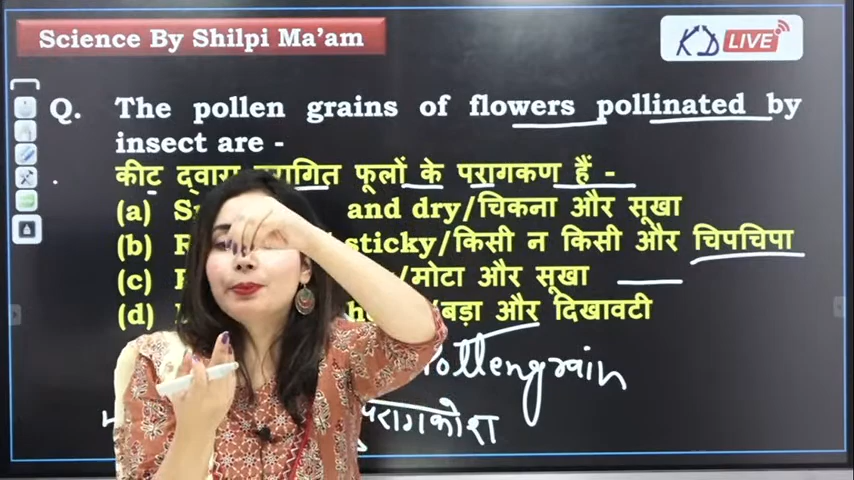 Science By Shilpi Ma'am
KD LIVE
Q. The pollen grains of flowers pollinated by
insect are -
कीट द्वारा परागित फूलों के परागकण हैं -
(a) and dry/चिकना और सूखा
(b) sticky/किसी न किसी और चिपचिपा
(c) /मोटा और सूखा
(d) /बड़ा और दिखावटी
Pollengrain
परागकोश